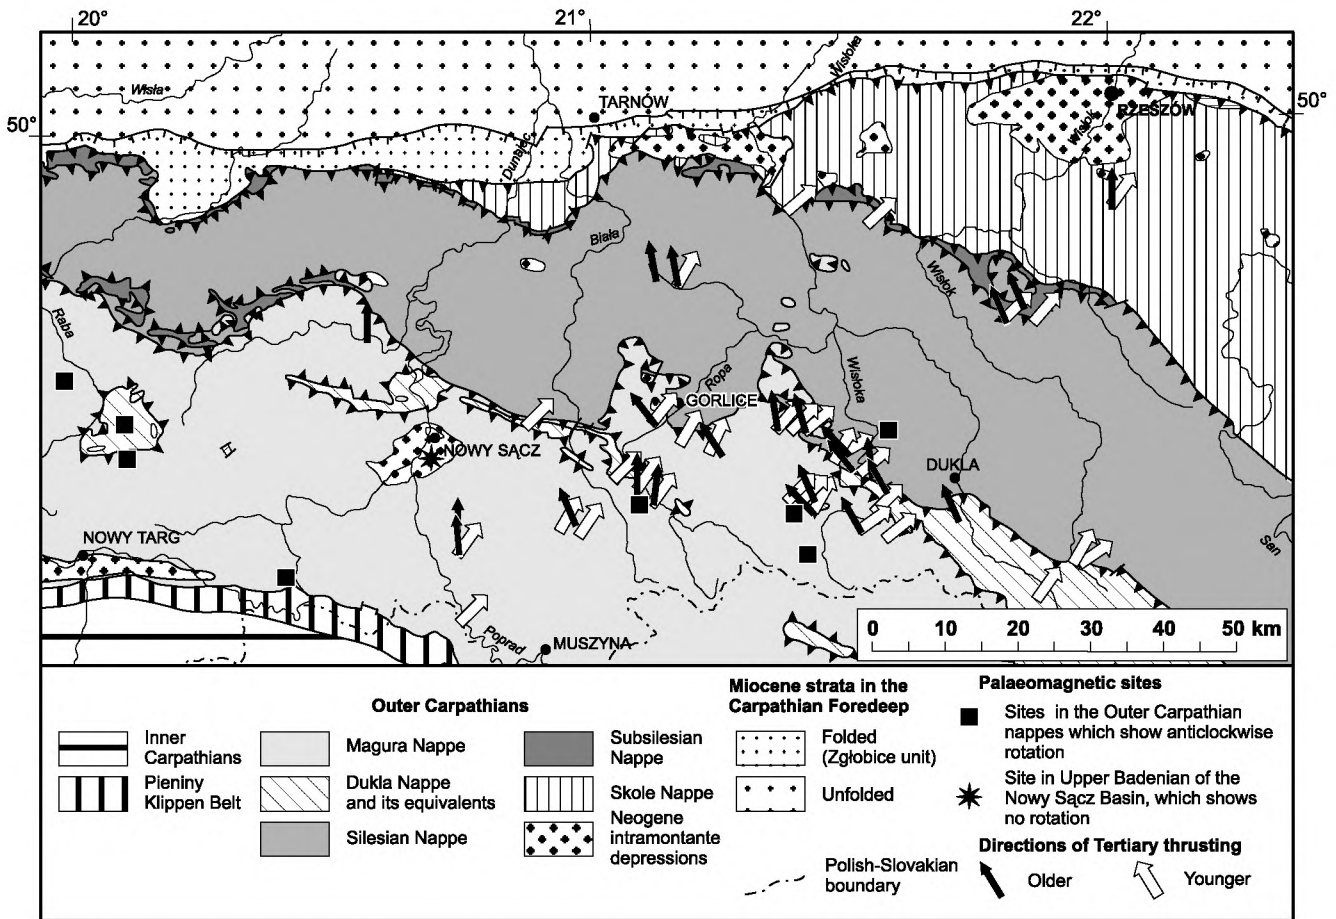 20°
21°
22°
Wisła
Wisłoka
TARNÓW
RZESZÓW
50°
50°
Dunajec
Wisłok
Biała
Wisłok
Raba
Ropa
Wisłoka
GORLICE
NOWY SĄCZ
DUKLA
NOWY TARG
San
Poprad
MUSZYNA
0 10 20 30 40 50 km
Outer Carpathians
Inner
Carpathians
Pieniny
Klippen Belt
Magura Nappe
Dukla Nappe
and its equivalents
Silesian Nappe
Subsilesian
Nappe
Skole Nappe
Neogene
intramontante
depressions
Miocene strata in the
Carpathian Foredeep
Folded
(Zgłobice unit)
Unfolded
Polish-Slovakian
boundary
Palaeomagnetic sites
Sites in the Outer Carpathian
nappes which show anticlockwise
rotation
Site in Upper Badenian of the
Nowy Sącz Basin, which shows
no rotation
Directions of Tertiary thrusting
Older
Younger